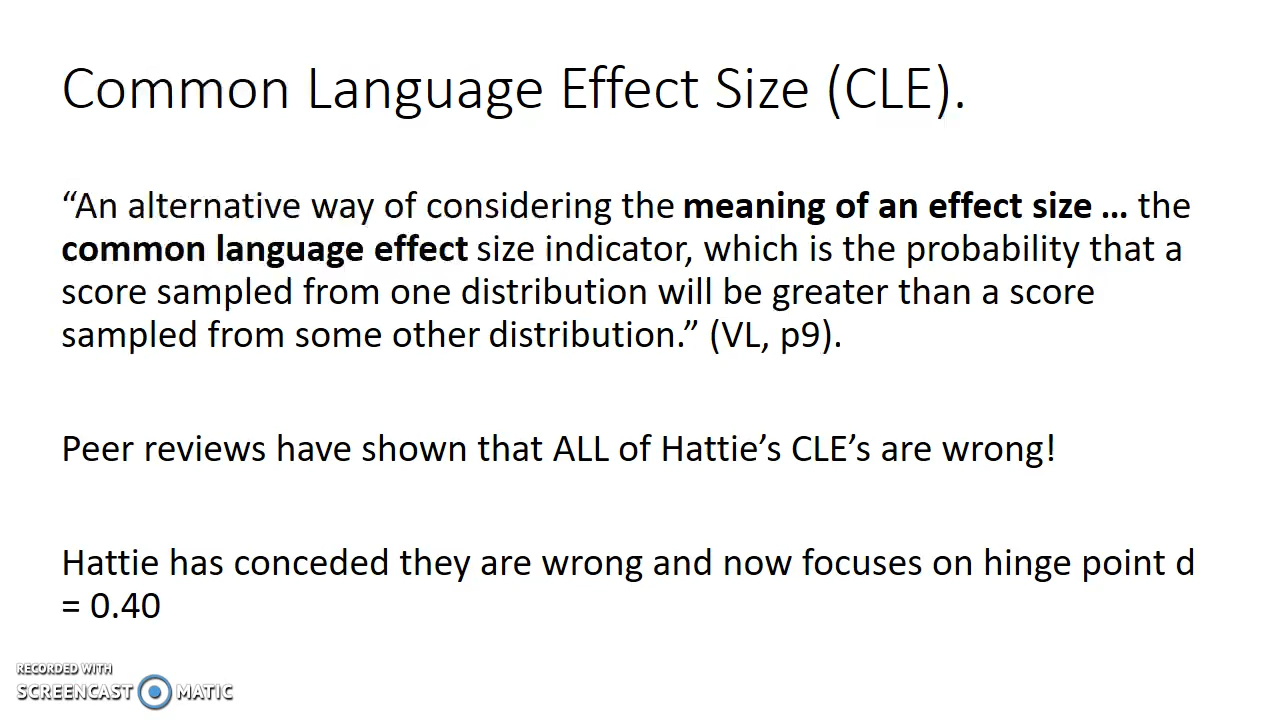 Common Language Effect Size (CLE).
“An alternative way of considering the meaning of an effect size ... the
common language effect size indicator, which is the probability that a
score sampled from one distribution will be greater than a score
sampled from some other distribution.” (VL, p9).
Peer reviews have shown that ALL of Hattie’s CLE’s are wrong!
Hattie has conceded they are wrong and now focuses on hinge point d
= 0.40
RECORDED WITH
SCREENCAST MATIC